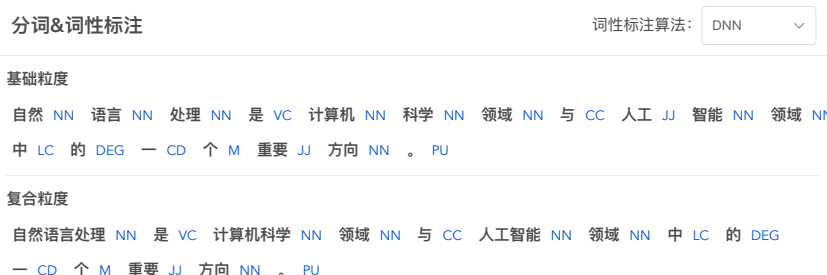 分词&词性标注 词性标注算法： DNN
基础粒度
自然 NN 语言 NN 处理 NN 是 VC 计算机 NN 科学 NN 领域 NN 与 CC 人工 JJ 智能 NN 领域 NN
中 LC 的 DEG 一 CD 个 M 重要 JJ 方向 NN 。 PU
复合粒度
自然语言处理 NN 是 VC 计算机科学 NN 领域 NN 与 CC 人工智能 NN 领域 NN 中 LC 的 DEG
一 CD 个 M 重要 JJ 方向 NN 。 PU